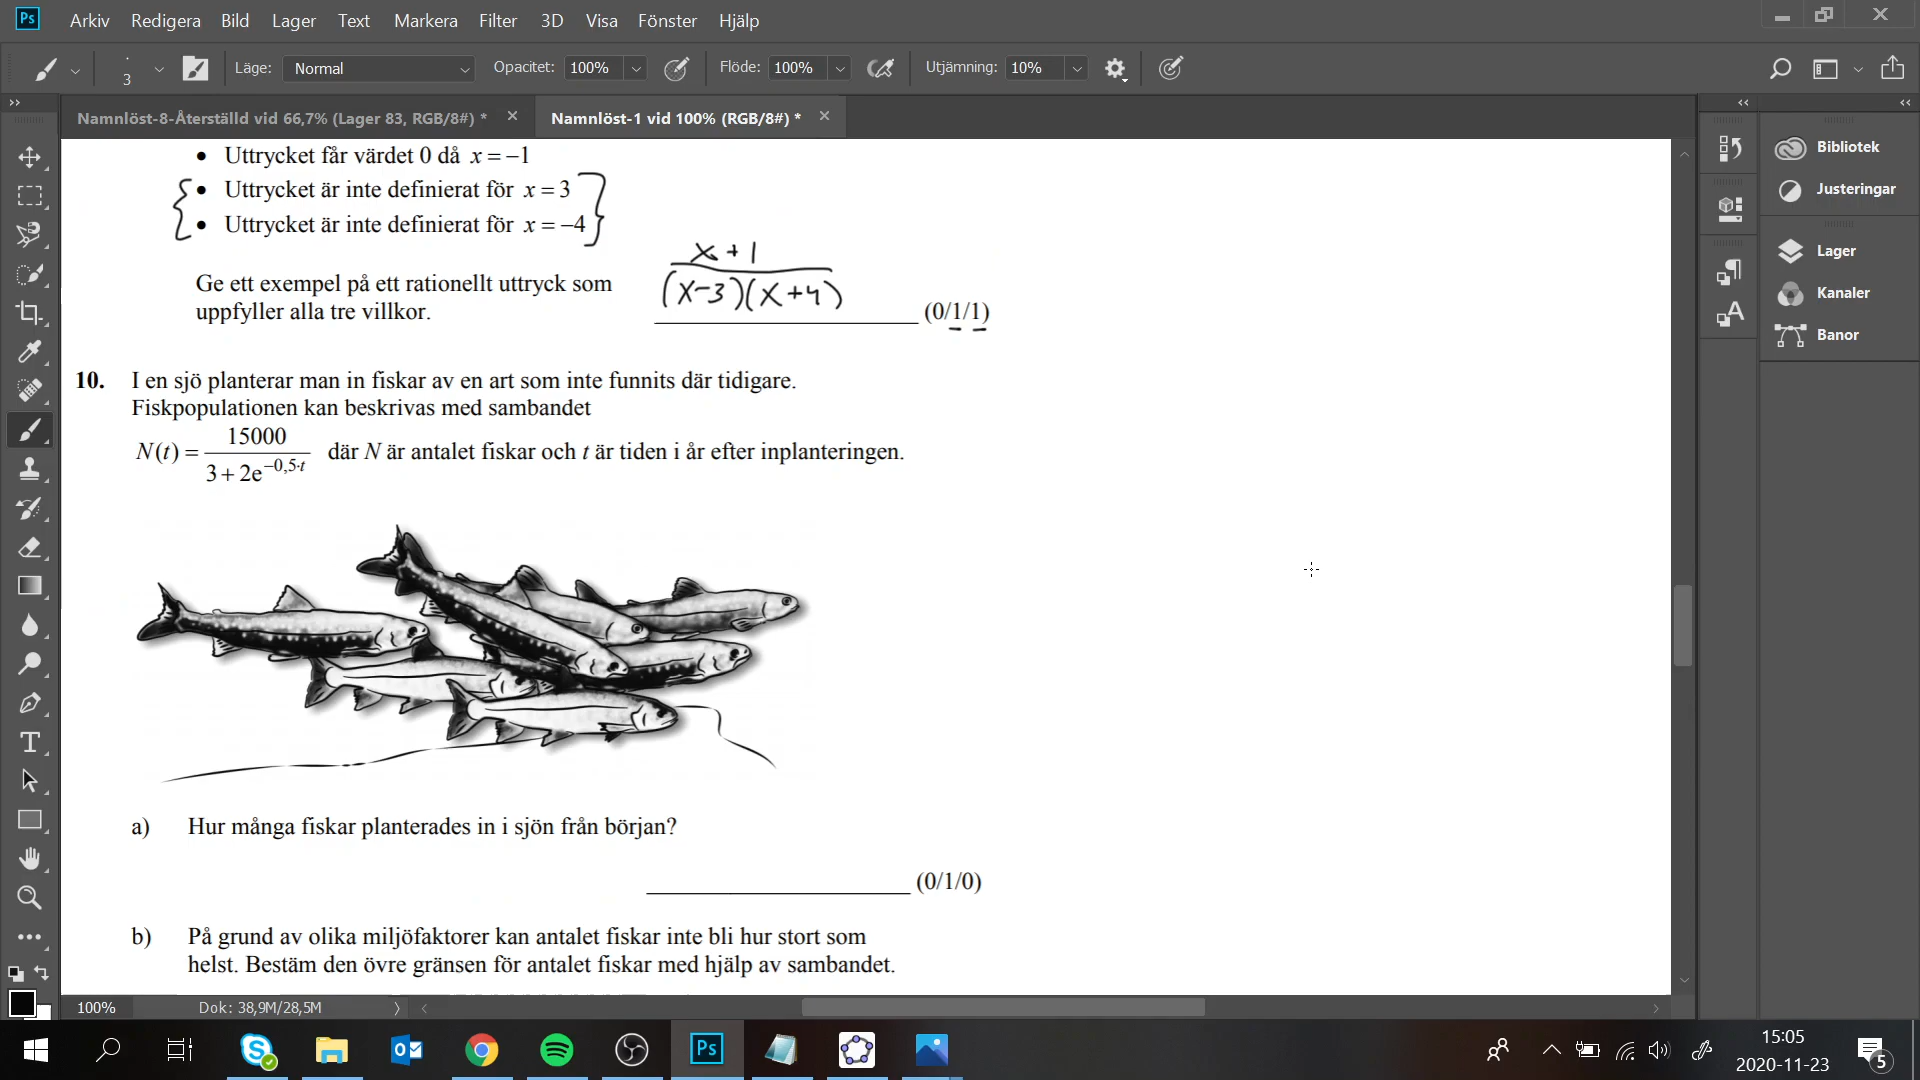 Ps Arkiv Redigera Bild Lager Text Markera Filter 3D Visa Fönster Hjälp
3 Läge: Normal Opacitet: 100% Flöde: 100% Utjämning: 10%
Namnlöst-8-Återställd vid 66,7% (Lager 83, RGB/8#) * Namnlöst-1 vid 100% (RGB/8#) *
• Uttrycket får värdet 0 då x = −1
• Uttrycket är inte definierat för x = 3
• Uttrycket är inte definierat för x = −4
x + 1
(x-3)(x+4)
Ge ett exempel på ett rationellt uttryck som
uppfyller alla tre villkor. (0/1/1)
10. I en sjö planterar man in fiskar av en art som inte funnits där tidigare.
Fiskpopulationen kan beskrivas med sambandet
N(t) = 15000 / 3 + 2e^−0,5·t där N är antalet fiskar och t är tiden i år efter inplanteringen.
a) Hur många fiskar planterades in i sjön från början?
(0/1/0)
b) På grund av olika miljöfaktorer kan antalet fiskar inte bli hur stort som
helst. Bestäm den övre gränsen för antalet fiskar med hjälp av sambandet.
Bibliotek
Justeringar
Lager
Kanaler
Banor
100% Dok: 38,9M/28,5M
Ps
15:05
2020-11-23
5